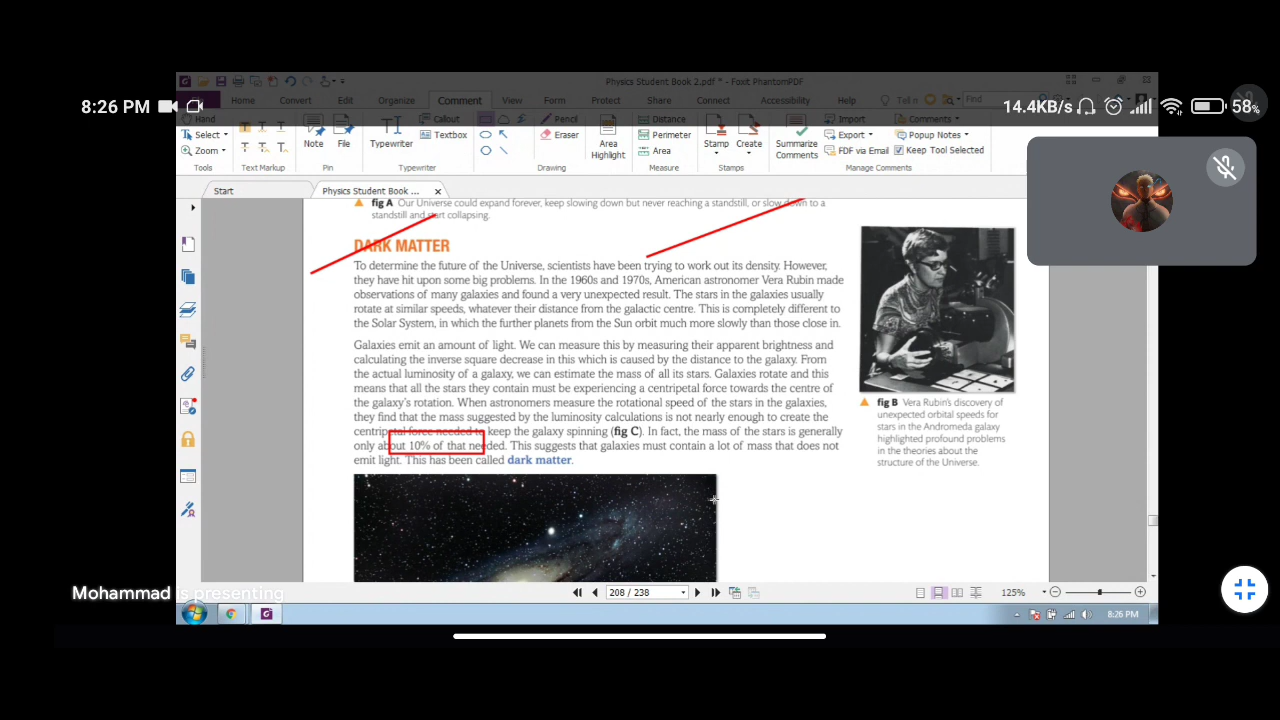 Physics Student Book 2.pdf * - Foxit PhantomPDF
8:26 PM
14.4KB/s
58%
Home Convert Edit Organize Comment View Form Protect Share Connect Accessibility Help Tell Find
Hand
Select
Zoom
Tools
Text Markup
Note
File
Pin
Typewriter
Callout
Textbox
Typewriter
Pencil
Eraser
Area
Highlight
Drawing
Distance
Perimeter
Area
Measure
Stamp
Create
Stamps
Summarize
Comments
Import
Export
FDF via Email
Comments
Popup Notes
Keep Tool Selected
Manage Comments
Start
Physics Student Book ...
fig A Our Universe could expand forever, keep slowing down but never reaching a standstill, or slow down to a
standstill and start collapsing.
DARK MATTER
To determine the future of the Universe, scientists have been trying to work out its density. However,
they have hit upon some big problems. In the 1960s and 1970s, American astronomer Vera Rubin made
observations of many galaxies and found a very unexpected result. The stars in the galaxies usually
rotate at similar speeds, whatever their distance from the galactic centre. This is completely different to
the Solar System, in which the further planets from the Sun orbit much more slowly than those close in.
Galaxies emit an amount of light. We can measure this by measuring their apparent brightness and
calculating the inverse square decrease in this which is caused by the distance to the galaxy. From
the actual luminosity of a galaxy, we can estimate the mass of all its stars. Galaxies rotate and this
means that all the stars they contain must be experiencing a centripetal force towards the centre of
the galaxy's rotation. When astronomers measure the rotational speed of the stars in the galaxies,
they find that the mass suggested by the luminosity calculations is not nearly enough to create the
centripetal force needed to keep the galaxy spinning (fig C). In fact, the mass of the stars is generally
only about 10% of that needed. This suggests that galaxies must contain a lot of mass that does not
emit light. This has been called dark matter.
fig B Vera Rubin's discovery of
unexpected orbital speeds for
stars in the Andromeda galaxy
highlighted profound problems
in the theories about the
structure of the Universe.
Mohammad is presenting
208 / 238
125%
8:26 PM